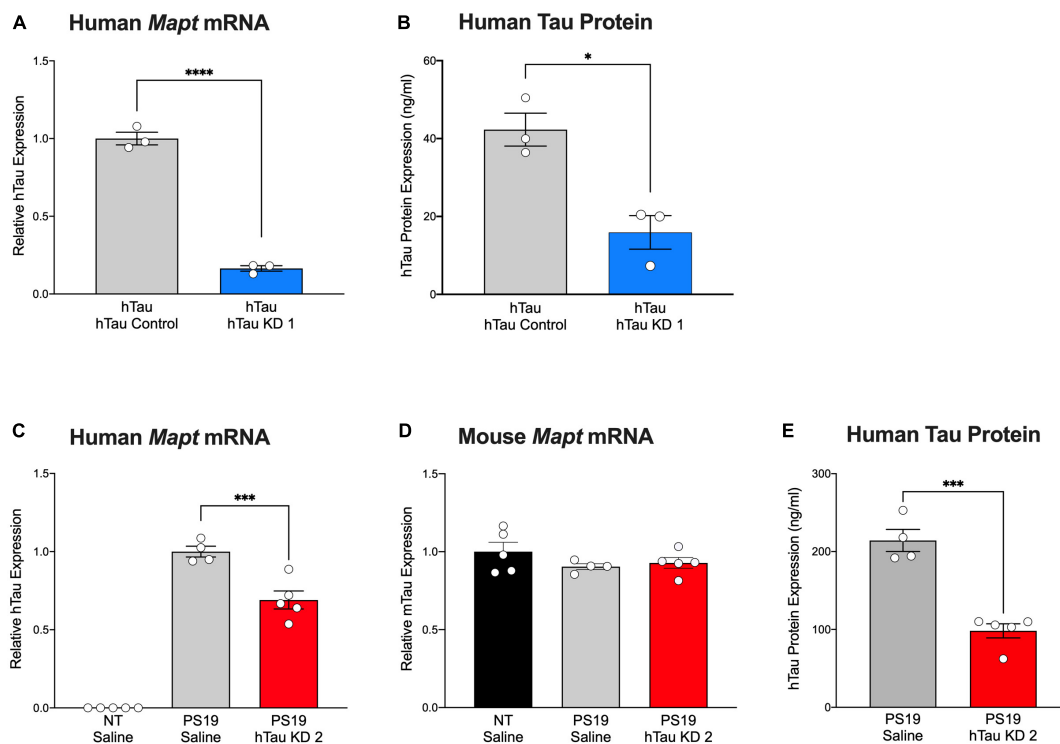 A Human Mapt mRNA
Relative hTau Expression
1.5
1.0
0.5
0.0
****
hTau
hTau Control
hTau
hTau KD 1
B Human Tau Protein
hTau Protein Expression (ng/ml)
60
40
20
0
*
hTau
hTau Control
hTau
hTau KD 1
C Human Mapt mRNA
Relative hTau Expression
1.5
1.0
0.5
0.0
***
NT
Saline
PS19
Saline
PS19
hTau KD 2
D Mouse Mapt mRNA
Relative mTau Expression
1.5
1.0
0.5
0.0
NT
Saline
PS19
Saline
PS19
hTau KD 2
E Human Tau Protein
hTau Protein Expression (ng/ml)
300
200
100
0
***
PS19
Saline
PS19
hTau KD 2